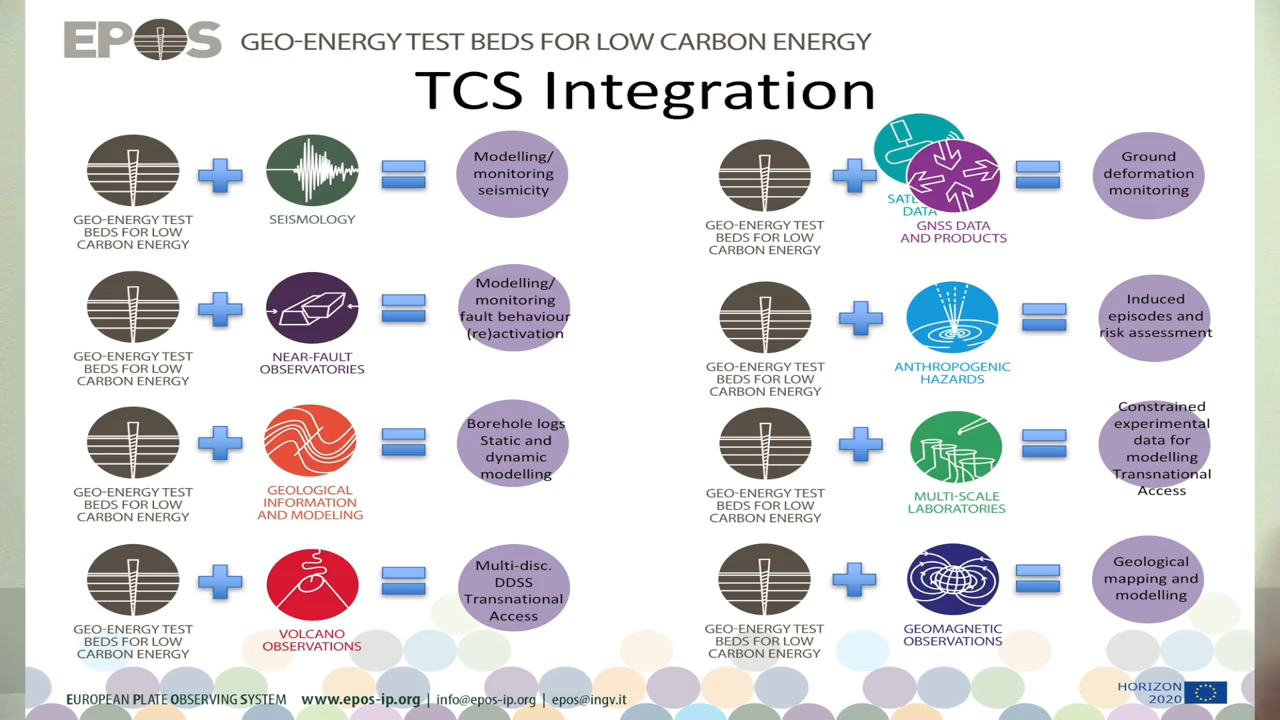 EPOS
GEO-ENERGY TEST BEDS FOR LOW CARBON ENERGY
TCS Integration
GEO-ENERGY TEST
BEDS FOR LOW
CARBON ENERGY
SEISMOLOGY
Modelling/
monitoring
seismicity
GEO-ENERGY TEST
BEDS FOR LOW
CARBON ENERGY
DATA
GNSS DATA
AND PRODUCTS
Ground
deformation
monitoring
GEO-ENERGY TEST
BEDS FOR LOW
CARBON ENERGY
NEAR-FAULT
OBSERVATORIES
Modelling/
monitoring
fault behaviour
(re)activation
GEO-ENERGY TEST
BEDS FOR LOW
CARBON ENERGY
ANTHROPOGENIC
HAZARDS
Induced
episodes and
risk assessment
GEO-ENERGY TEST
BEDS FOR LOW
CARBON ENERGY
GEOLOGICAL
INFORMATION
AND MODELING
Borehole logs
Static and
dynamic
modelling
GEO-ENERGY TEST
BEDS FOR LOW
CARBON ENERGY
MULTI-SCALE
LABORATORIES
Constrained
experimental
data for
modelling
Transnational
Access
GEO-ENERGY TEST
BEDS FOR LOW
CARBON ENERGY
VOLCANO
OBSERVATIONS
Multi-disc.
DDSS
Transnational
Access
GEO-ENERGY TEST
BEDS FOR LOW
CARBON ENERGY
GEOMAGNETIC
OBSERVATIONS
Geological
mapping and
modelling
EUROPEAN PLATE OBSERVING SYSTEM www.epos-ip.org | info@epos-ip.org | epos@ingv.it
HORIZON
2020